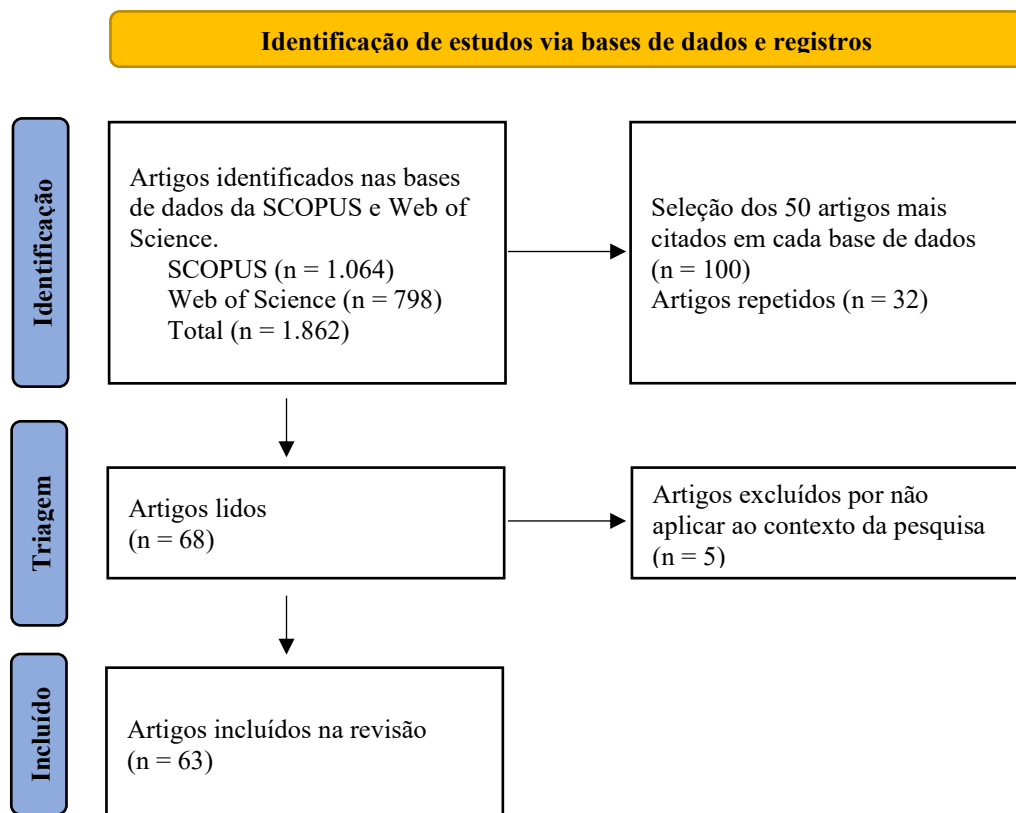 Identificação de estudos via bases de dados e registros
Identificação
Artigos identificados nas bases
de dados da SCOPUS e Web of
Science.
SCOPUS (n = 1.064)
Web of Science (n = 798)
Total (n = 1.862)
Seleção dos 50 artigos mais
citados em cada base de dados
(n = 100)
Artigos repetidos (n = 32)
Triagem
Artigos lidos
(n = 68)
Artigos excluídos por não
aplicar ao contexto da pesquisa
(n = 5)
Incluído
Artigos incluídos na revisão
(n = 63)